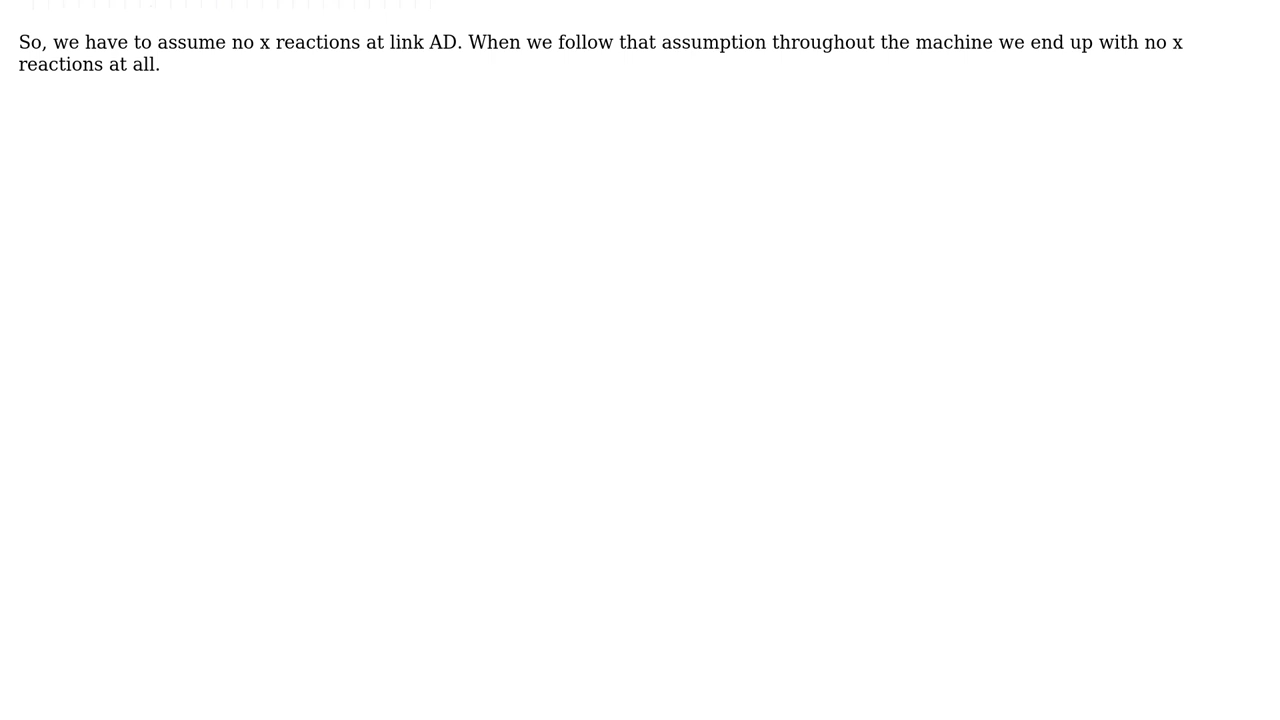 So, we have to assume no x reactions at link AD. When we follow that assumption throughout the machine we end up with no x
reactions at all.